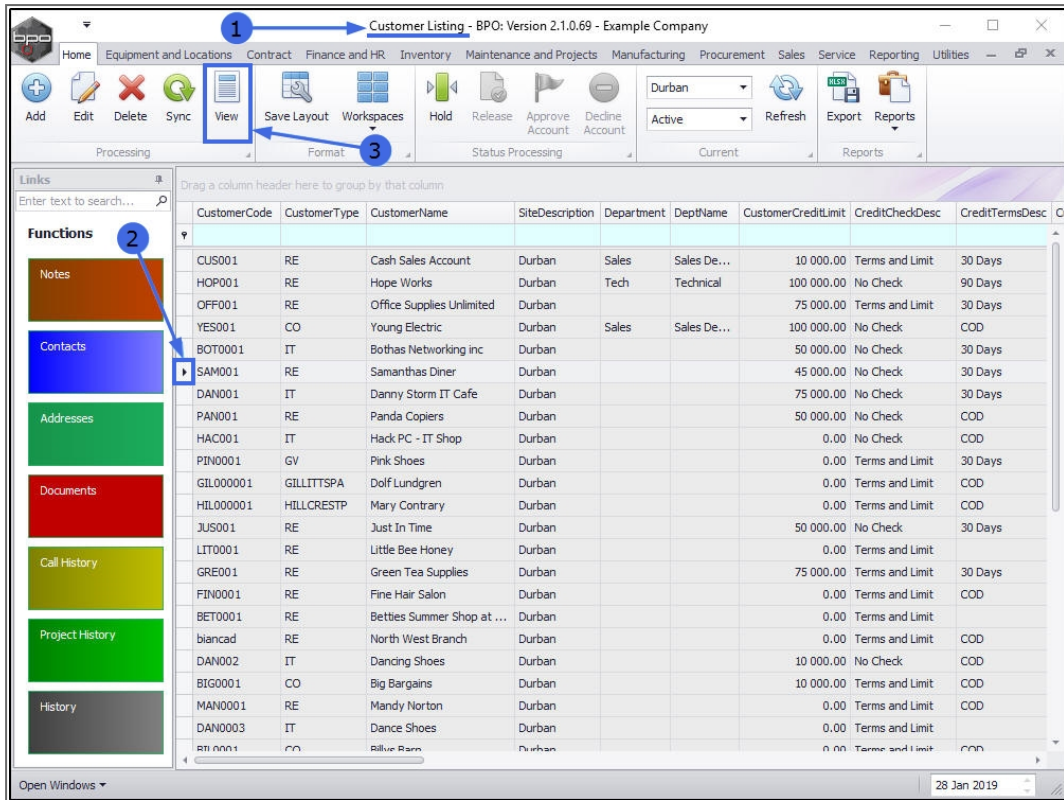 1
Customer Listing - BPO: Version 2.1.0.69 - Example Company
bpo
Home Equipment and Locations Contract Finance and HR Inventory Maintenance and Projects Manufacturing Procurement Sales Service Reporting Utilities
Add Edit Delete Sync View Save Layout Workspaces Hold Release Approve Account Decline Account Durban Active Refresh XLSX Export Reports
Processing Format 3 Status Processing Current Reports
Links
Enter text to search...
Drag a column header here to group by that column
Functions
2
Notes
Contacts
Addresses
Documents
Call History
Project History
History
CustomerCode CustomerType CustomerName SiteDescription Department DeptName CustomerCreditLimit CreditCheckDesc CreditTermsDesc C
CUS001 RE Cash Sales Account Durban Sales Sales De... 10 000.00 Terms and Limit 30 Days
HOP001 RE Hope Works Durban Tech Technical 100 000.00 No Check 90 Days
OFF001 RE Office Supplies Unlimited Durban 75 000.00 Terms and Limit 30 Days
YES001 CO Young Electric Durban Sales Sales De... 100 000.00 No Check COD
BOT0001 IT Bothas Networking inc Durban 50 000.00 No Check 30 Days
SAM001 RE Samanthas Diner Durban 45 000.00 No Check 30 Days
DAN001 IT Danny Storm IT Cafe Durban 75 000.00 No Check 30 Days
PAN001 RE Panda Copiers Durban 50 000.00 No Check COD
HAC001 IT Hack PC - IT Shop Durban 0.00 No Check COD
PIN0001 GV Pink Shoes Durban 0.00 Terms and Limit 30 Days
GIL000001 GILLITTSPA Dolf Lundgren Durban 0.00 Terms and Limit COD
HIL000001 HILLCRESTP Mary Contrary Durban 0.00 Terms and Limit COD
JUS001 RE Just In Time Durban 50 000.00 No Check 30 Days
LIT0001 RE Little Bee Honey Durban 0.00 Terms and Limit
GRE001 RE Green Tea Supplies Durban 75 000.00 Terms and Limit 30 Days
FIN0001 RE Fine Hair Salon Durban 0.00 Terms and Limit COD
BET0001 RE Betties Summer Shop at ... Durban 0.00 Terms and Limit
biancad RE North West Branch Durban 0.00 Terms and Limit COD
DAN002 IT Dancing Shoes Durban 10 000.00 No Check COD
BIG0001 CO Big Bargains Durban 10 000.00 Terms and Limit COD
MAN0001 RE Mandy Norton Durban 0.00 Terms and Limit COD
DAN0003 IT Dance Shoes Durban 0.00 Terms and Limit
BIL0001 CO Billys Barn Durban 0.00 Terms and Limit COD
Open Windows 28 Jan 2019